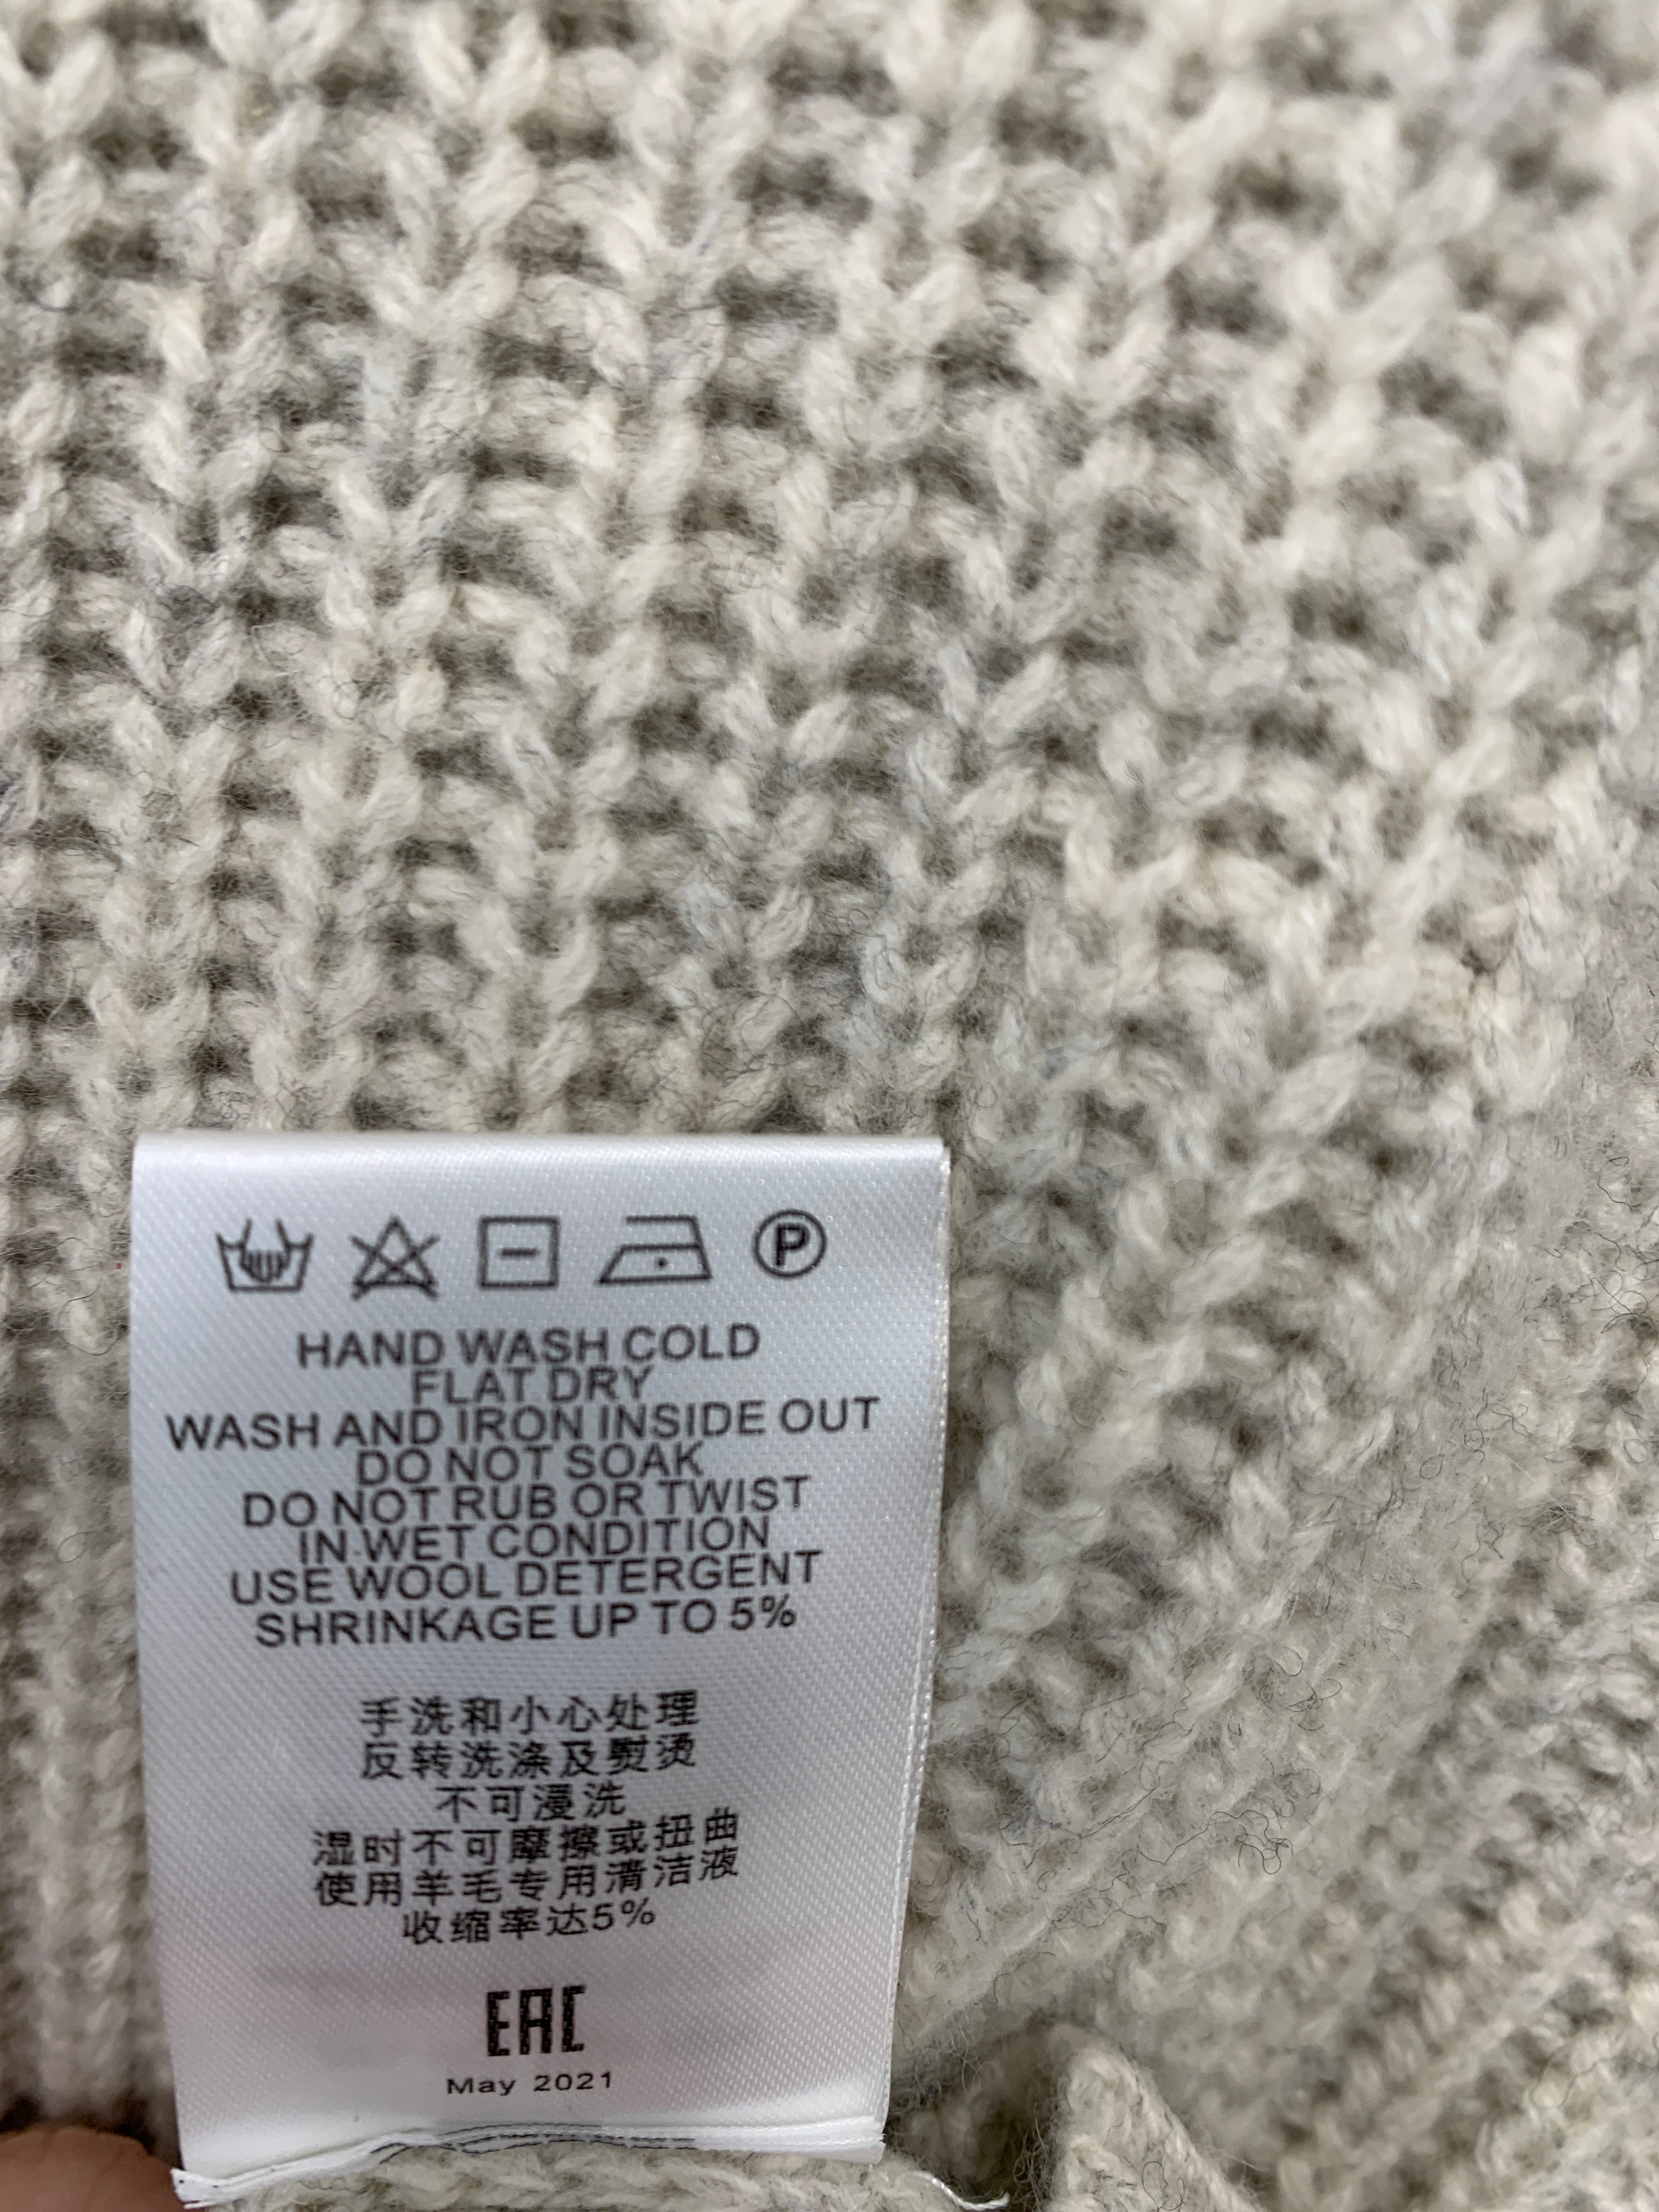 P
HAND WASH COLD
FLAT DRY
WASH AND IRON INSIDE OUT
DO NOT SOAK
DO NOT RUB OR TWIST
IN WET CONDITION
USE WOOL DETERGENT
SHRINKAGE UP TO 5%
手洗和小心处理
反转洗涤及熨烫
不可浸洗
湿时不可摩擦或扭曲
使用羊毛专用清洁液
收缩率达5%
EAC
May 2021